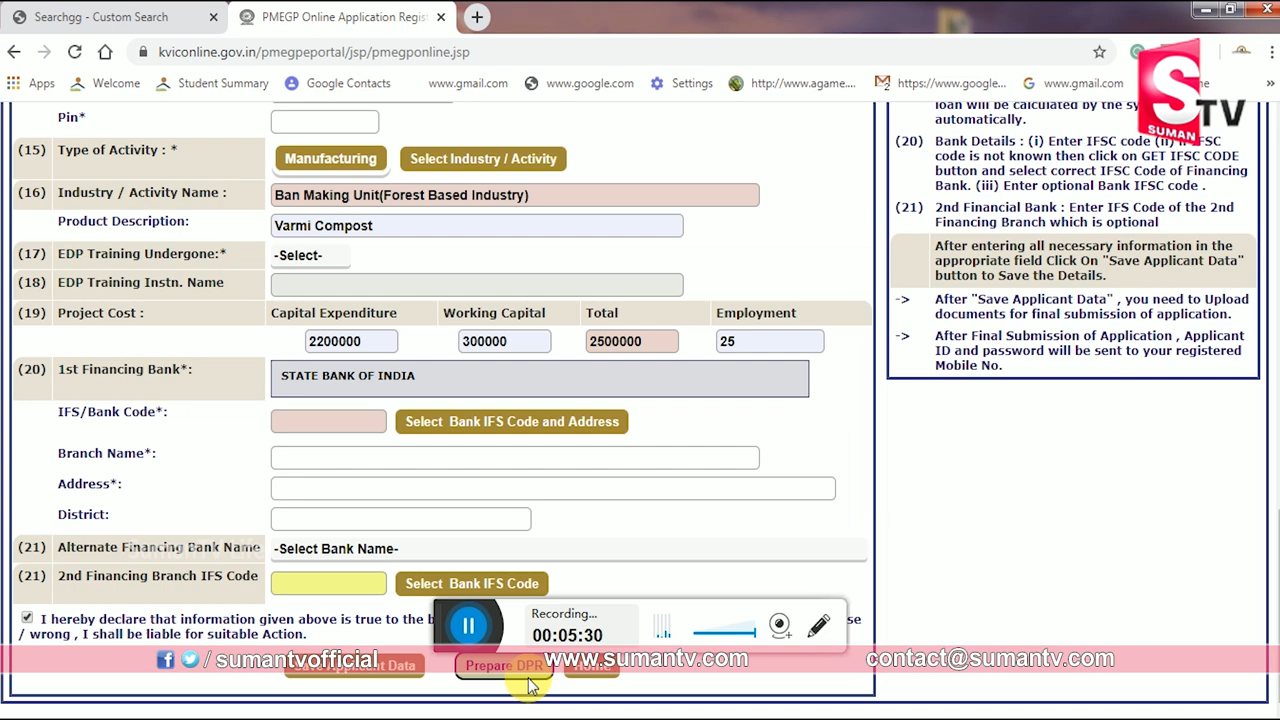 Searchgg - Custom Search
PMEGP Online Application Regist
kviconline.gov.in/pmegpeportal/jsp/pmegponline.jsp
Apps Welcome Student Summary Google Contacts www.gmail.com www.google.com Settings http://www.agame.... https://www.google... www.gmail.com
S TV
SUMAN
Pin*
(15) Type of Activity : * Manufacturing Select Industry / Activity
(16) Industry / Activity Name : Ban Making Unit(Forest Based Industry)
Product Description: Varmi Compost
(17) EDP Training Undergone:* -Select-
(18) EDP Training Instn. Name
(19) Project Cost : Capital Expenditure Working Capital Total Employment
2200000 300000 2500000 25
(20) 1st Financing Bank*: STATE BANK OF INDIA
IFS/Bank Code*: Select Bank IFS Code and Address
Branch Name*:
Address*:
District:
(21) Alternate Financing Bank Name -Select Bank Name-
(21) 2nd Financing Branch IFS Code Select Bank IFS Code
I hereby declare that information given above is true to the b
se
/ wrong , I shall be liable for suitable Action.
Applicant Data Prepare DPR Home
loan will be calculated by the sy
automatically.
(20) Bank Details : (i) Enter IFSC code (ii) if IFSC
code is not known then click on GET IFSC CODE
button and select correct IFSC Code of Financing
Bank. (iii) Enter optional Bank IFSC code .
(21) 2nd Financial Bank : Enter IFS Code of the 2nd
Financing Branch which is optional
After entering all necessary information in the
appropriate field Click On "Save Applicant Data"
button to Save the Details.
-> After "Save Applicant Data" , you need to Upload
documents for final submission of application.
-> After Final Submission of Application , Applicant
ID and password will be sent to your registered
Mobile No.
Recording...
00:05:30
/ sumantvofficial www.sumantv.com contact@sumantv.com